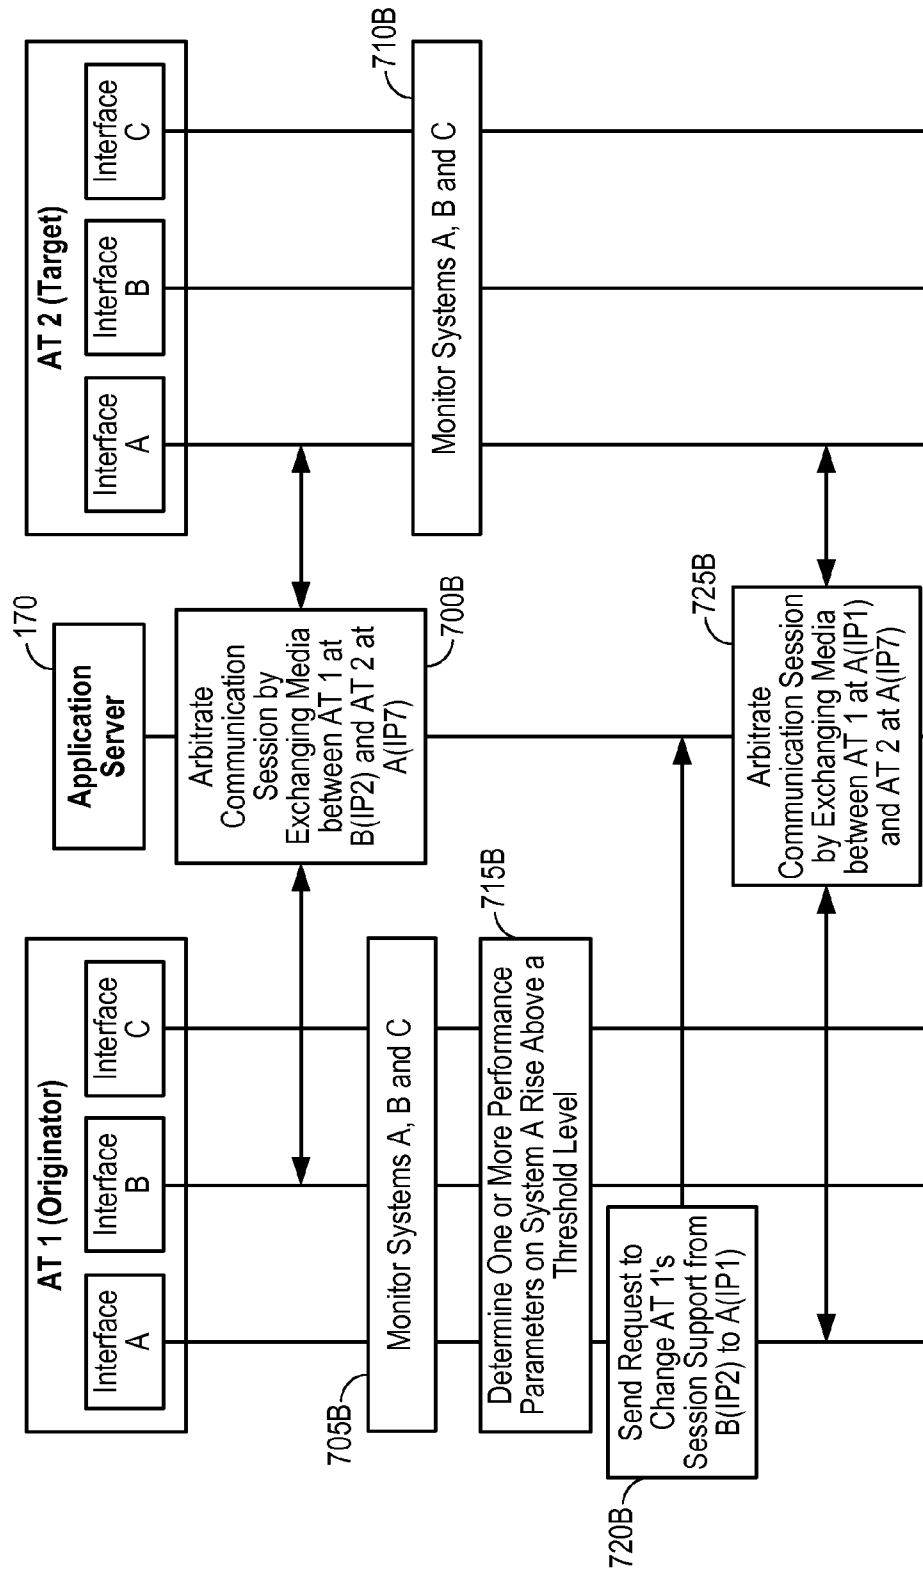 AT 1 (Originator)
Interface
A
Interface
B
Interface
C
Application
Server
170
AT 2 (Target)
Interface
A
Interface
B
Interface
C
Arbitrate
Communication
Session by
Exchanging Media
between AT 1 at
B(IP2) and AT 2 at
A(IP7)
700B
705B
Monitor Systems A, B and C
Monitor Systems A, B and C
710B
Determine One or More Performance
Parameters on System A Rise Above a
Threshold Level
715B
Send Request to
Change AT 1's
Session Support from
B(IP2) to A(IP1)
720B
Arbitrate
Communication Session
by Exchanging Media
between AT 1 at A(IP1)
and AT 2 at A(IP7)
725B